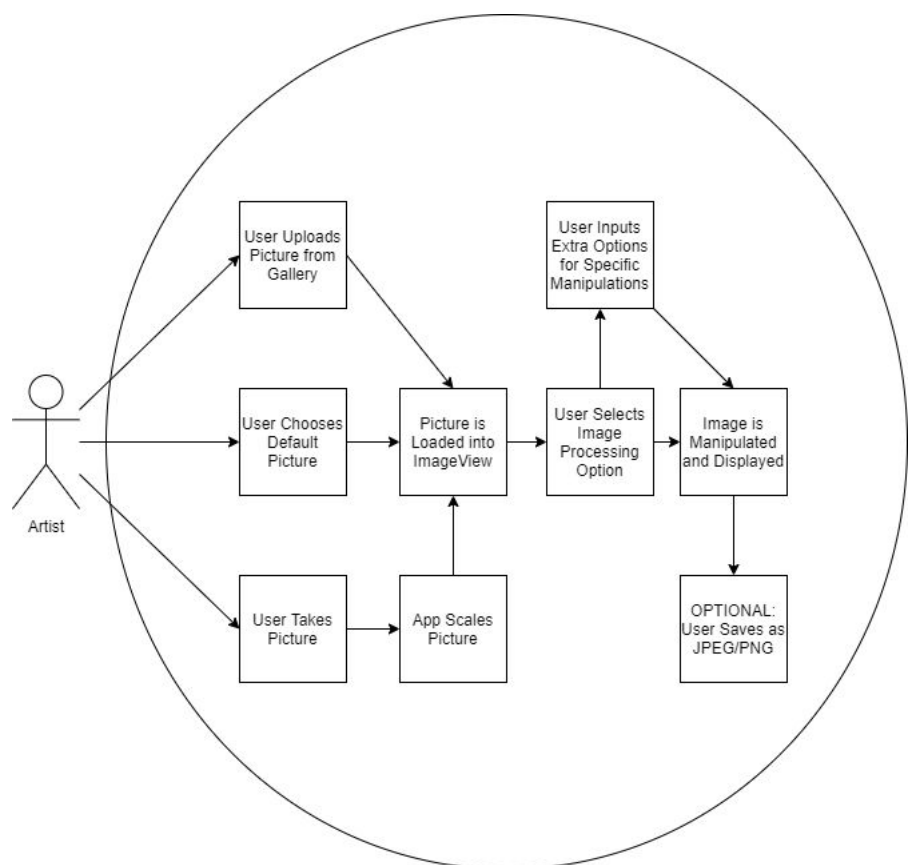 User Uploads
Picture from
Gallery
User Inputs
Extra Options
for Specific
Manipulations
Artist
User Chooses
Default
Picture
Picture is
Loaded into
ImageView
User Selects
Image
Processing
Option
Image is
Manipulated
and Displayed
User Takes
Picture
App Scales
Picture
OPTIONAL:
User Saves as
JPEG/PNG